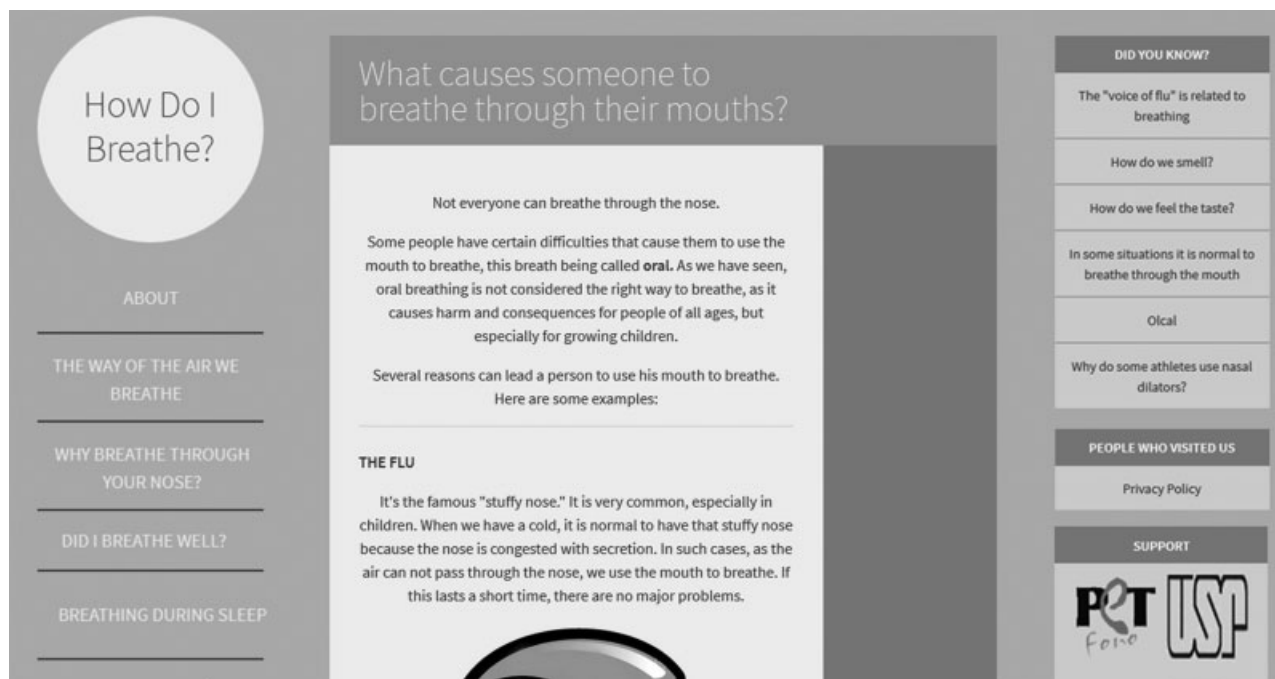 How Do I
Breathe?
ABOUT
THE WAY OF THE AIR WE
BREATHE
WHY BREATHE THROUGH
YOUR NOSE?
DID I BREATHE WELL?
BREATHING DURING SLEEP
What causes someone to
breathe through their mouths?
Not everyone can breathe through the nose.
Some people have certain difficulties that cause them to use the
mouth to breathe, this breath being called oral. As we have seen,
oral breathing is not considered the right way to breathe, as it
causes harm and consequences for people of all ages, but
especially for growing children.
Several reasons can lead a person to use his mouth to breathe.
Here are some examples:
THE FLU
It's the famous "stuffy nose." It is very common, especially in
children. When we have a cold, it is normal to have that stuffy nose
because the nose is congested with secretion. In such cases, as the
air can not pass through the nose, we use the mouth to breathe. If
this lasts a short time, there are no major problems.
DID YOU KNOW?
The "voice of flu" is related to
breathing
How do we smell?
How do we feel the taste?
In some situations it is normal to
breathe through the mouth
Olcal
Why do some athletes use nasal
dilators?
PEOPLE WHO VISITED US
Privacy Policy
SUPPORT
PeT USP
Fono